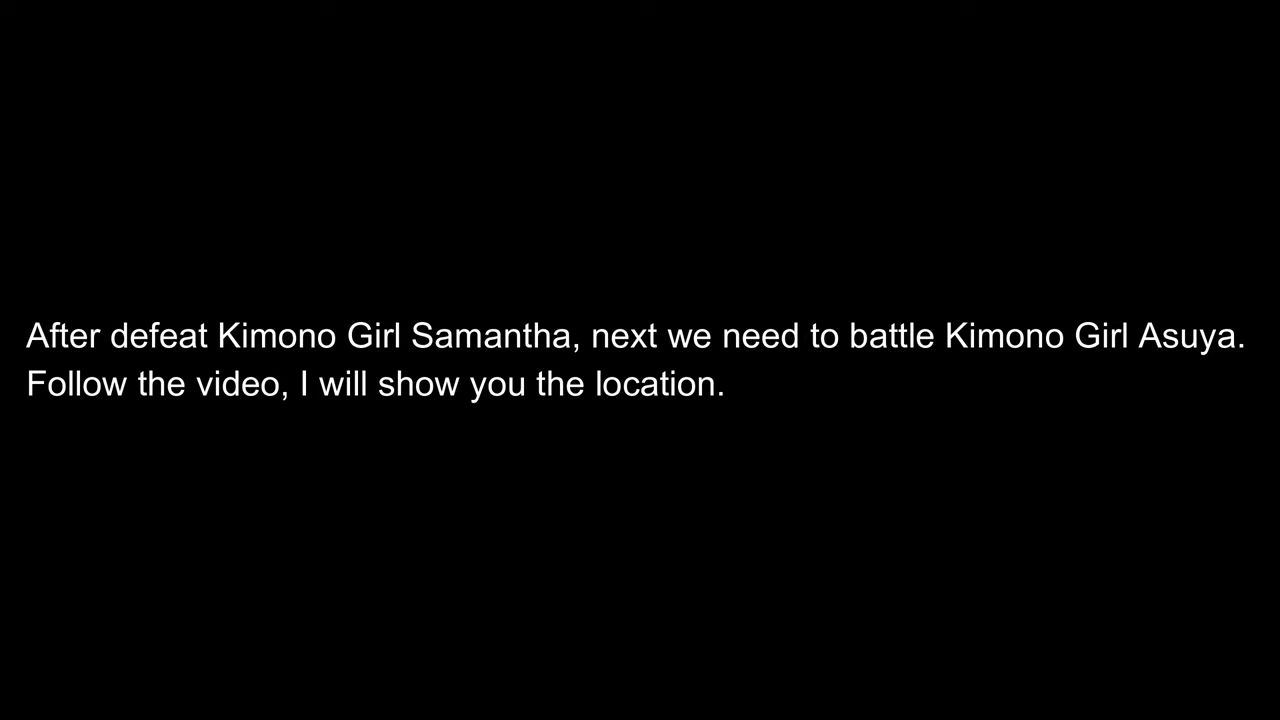 After defeat Kimono Girl Samantha, next we need to battle Kimono Girl Asuya.
Follow the video, I will show you the location.